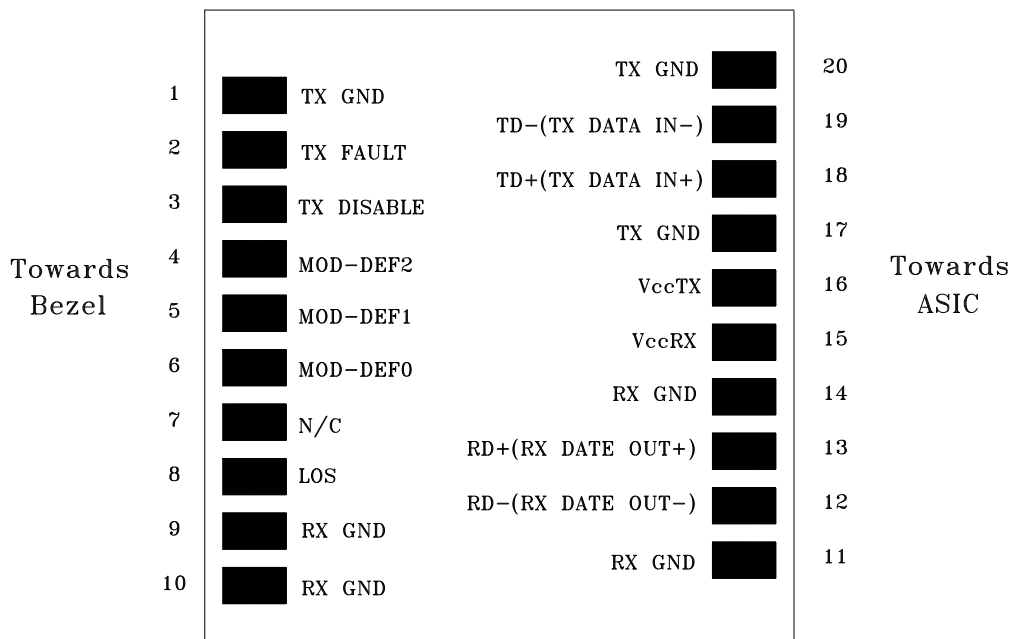 1 TX GND
2 TX FAULT
3 TX DISABLE
4 MOD-DEF2
5 MOD-DEF1
6 MOD-DEF0
7 N/C
8 LOS
9 RX GND
10 RX GND
Towards
Bezel
TX GND 20
TD-(TX DATA IN-) 19
TD+(TX DATA IN+) 18
TX GND 17
VccTX 16
VccRX 15
RX GND 14
RD+(RX DATE OUT+) 13
RD-(RX DATE OUT-) 12
RX GND 11
Towards
ASIC